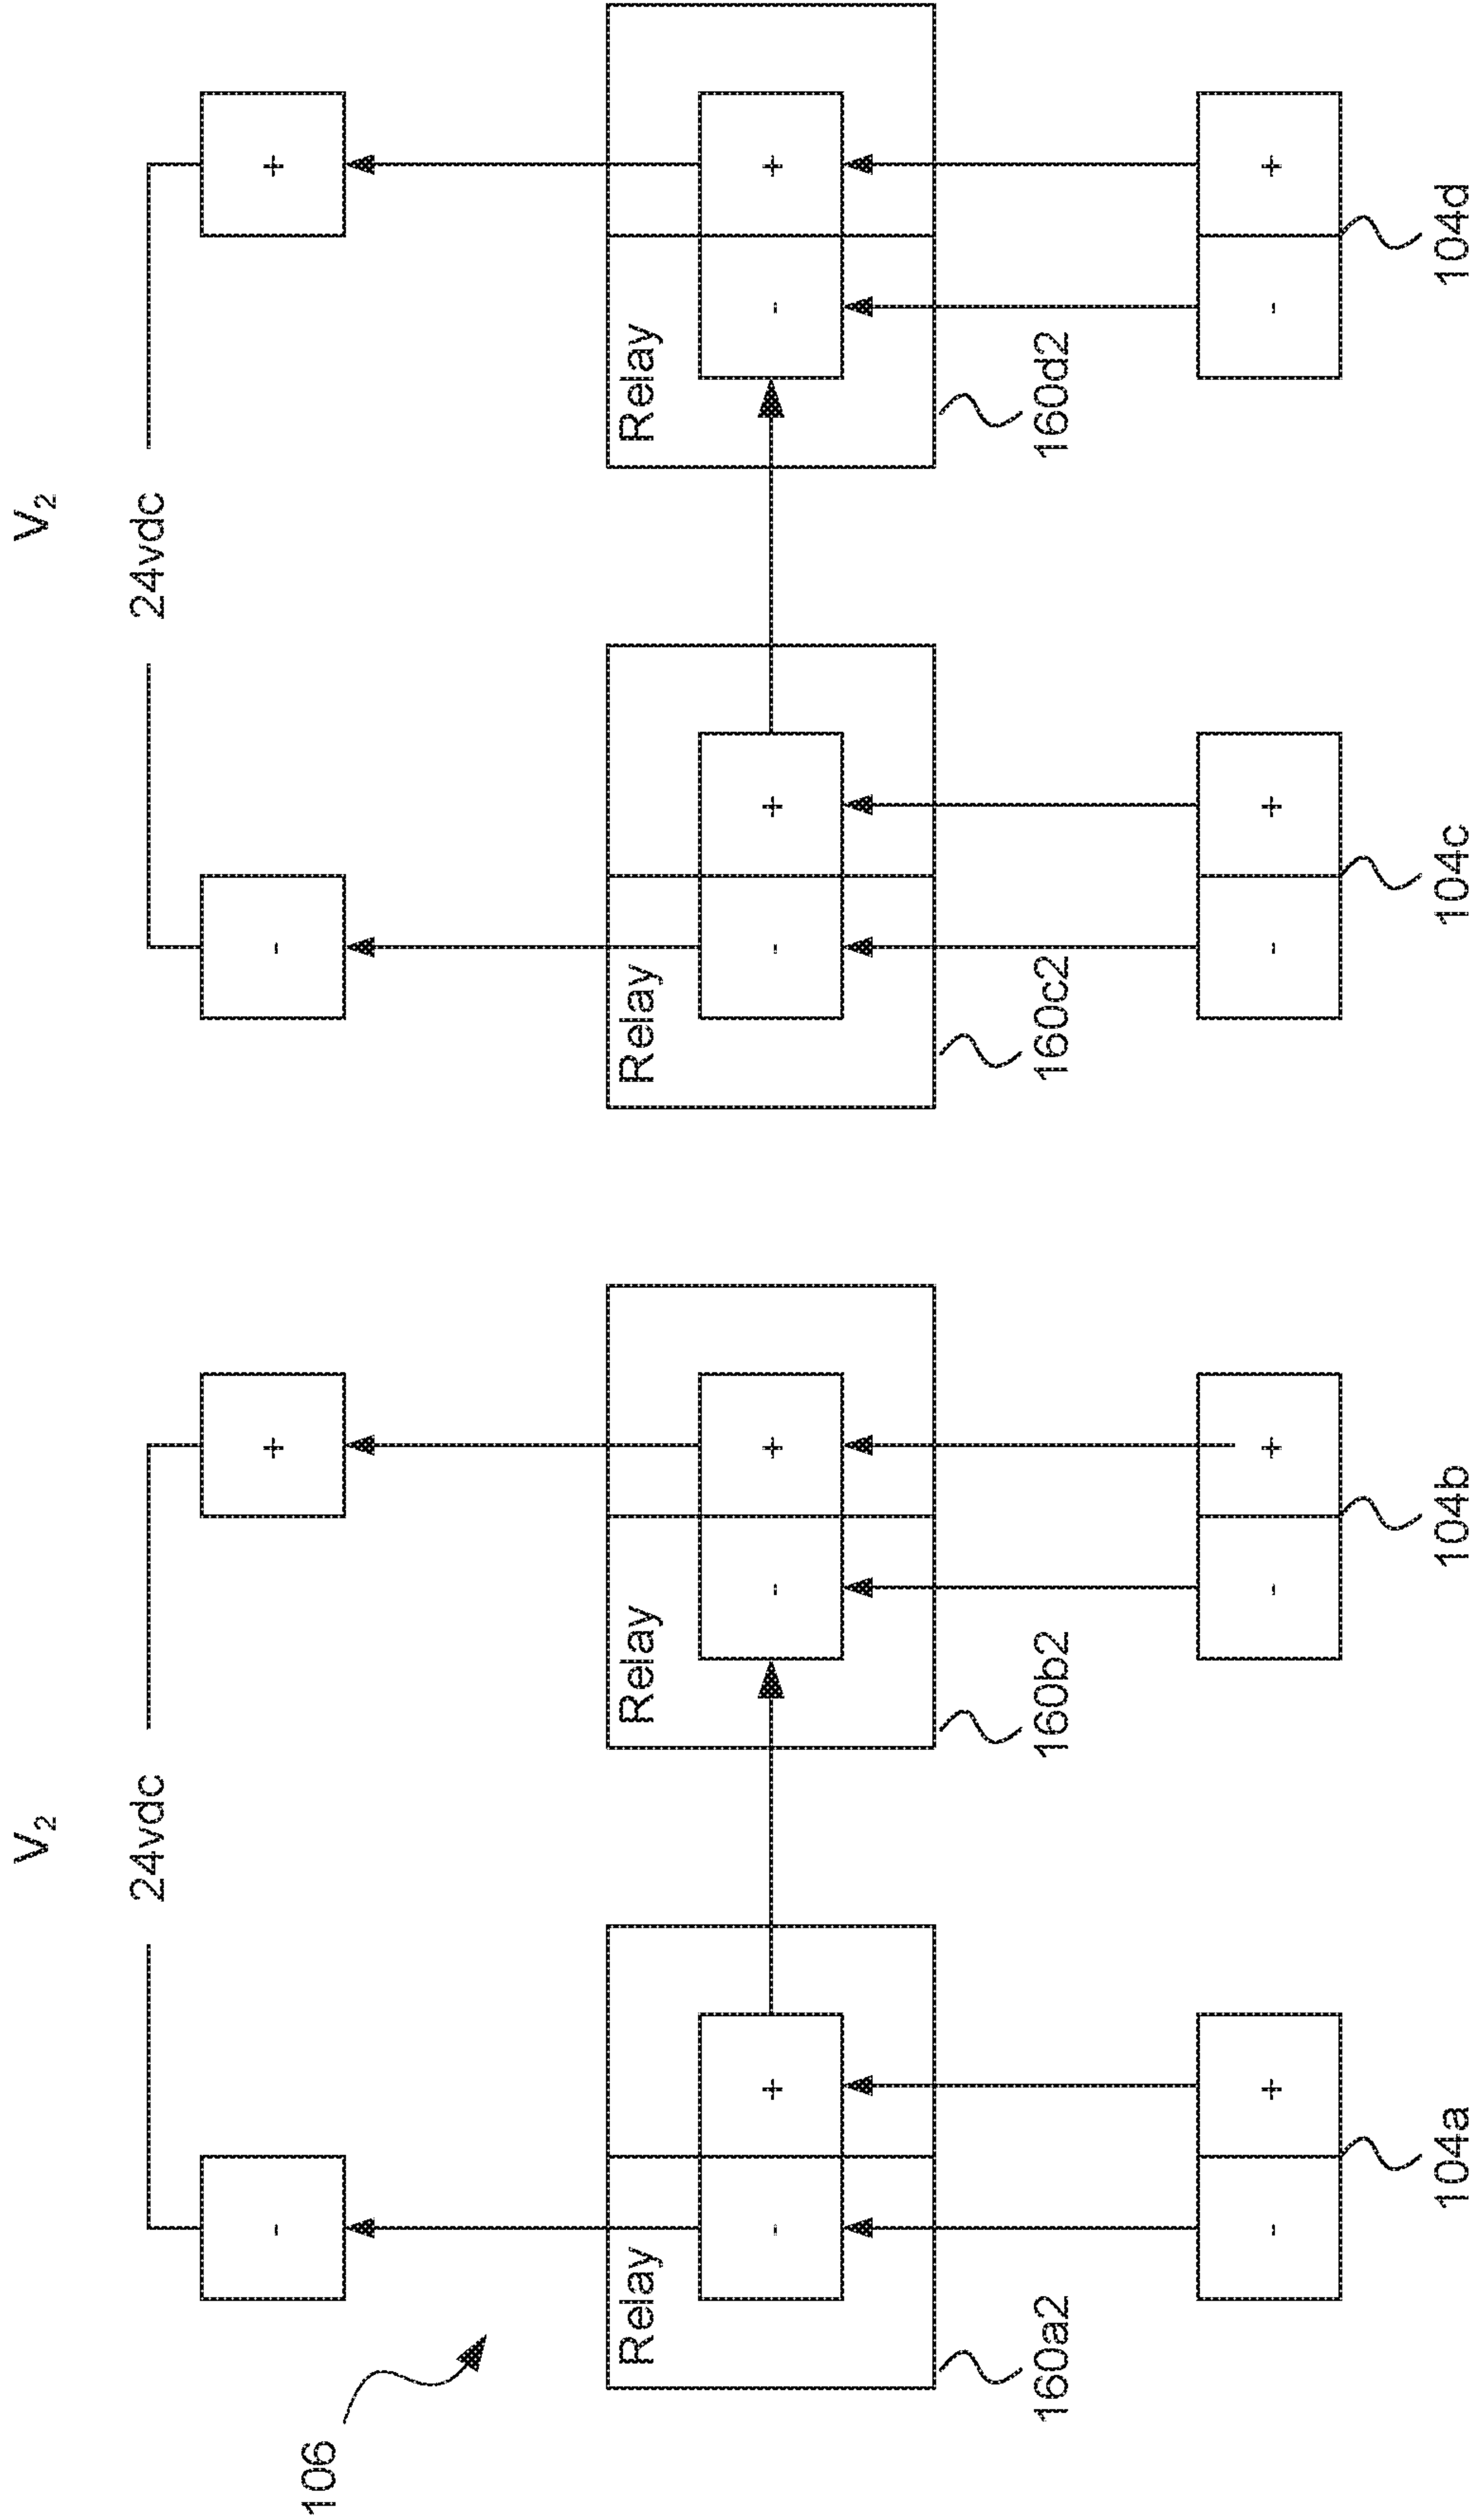 V2 V2
24vdc 24vdc
- + - +
106
Relay Relay Relay Relay
- + - + - + - +
160a2 160b2 160c2 160d2
- + - + - + - +
104a 104b 104c 104d